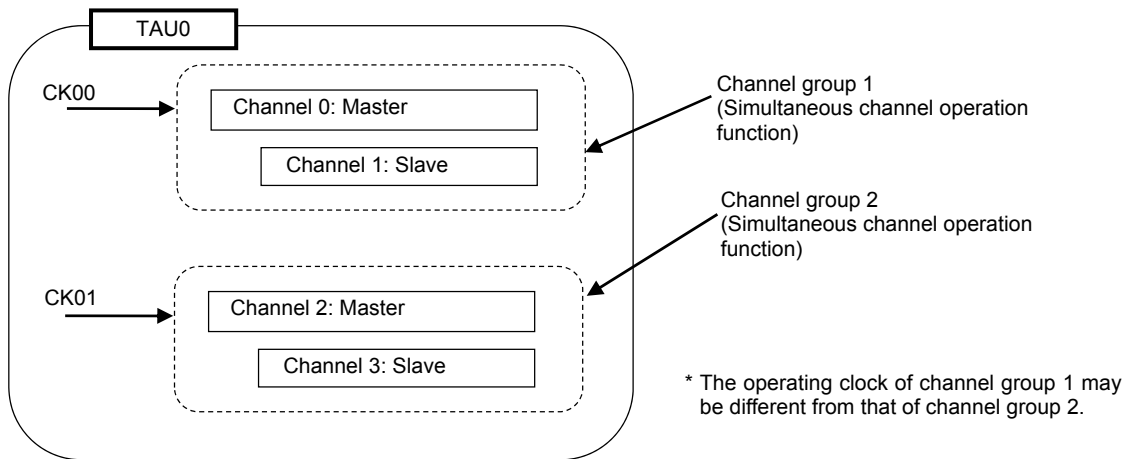 TAU0
CK00
Channel 0: Master
Channel 1: Slave
Channel group 1
(Simultaneous channel operation
function)
Channel group 2
(Simultaneous channel operation
function)
CK01
Channel 2: Master
Channel 3: Slave
* The operating clock of channel group 1 may
be different from that of channel group 2.